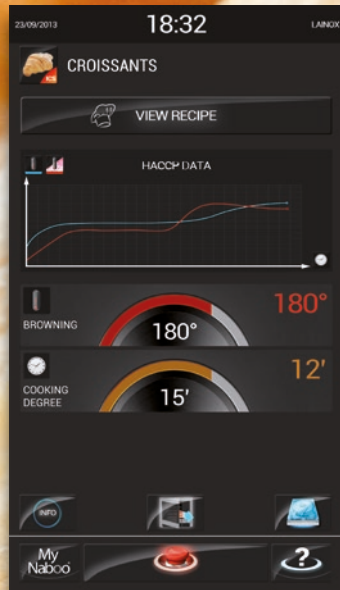 23/09/2013 18:32 LAINOX
CROISSANTS
VIEW RECIPE
HACCP DATA
180°
BROWNING
180°
12'
COOKING
DEGREE
15'
INFO
My
Naboo
?